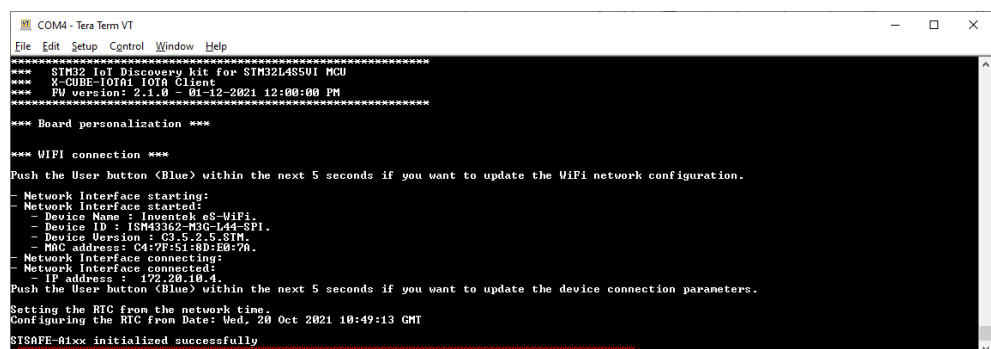 COM4 - Tera Term VT
File Edit Setup Control Window Help
****************************************************************
***   STM32 IoT Discovery kit for STM32L4S5VI MCU
***   X-CUBE-IOTA1 IOTA Client
***   FW version: 2.1.0 - 01-12-2021 12:00:00 PM
****************************************************************
*** Board personalization ***
*** WIFI connection ***
Push the User button (Blue) within the next 5 seconds if you want to update the WiFi network configuration.
- Network Interface starting:
- Network Interface started:
- Device Name : Inventek eS-WiFi.
- Device ID : ISM43362-M3G-L44-SPI.
- Device Version : C3.5.2.5.STM.
- MAC address: C4:7F:51:8D:E0:7A.
- Network Interface connecting:
- Network Interface connected:
- IP address : 172.20.10.4.
Push the User button (Blue) within the next 5 seconds if you want to update the device connection parameters.
Setting the RTC from the network time.
Configuring the RTC from Date: Wed, 20 Oct 2021 10:49:13 GMT
STSAFE-A1xx initialized successfully